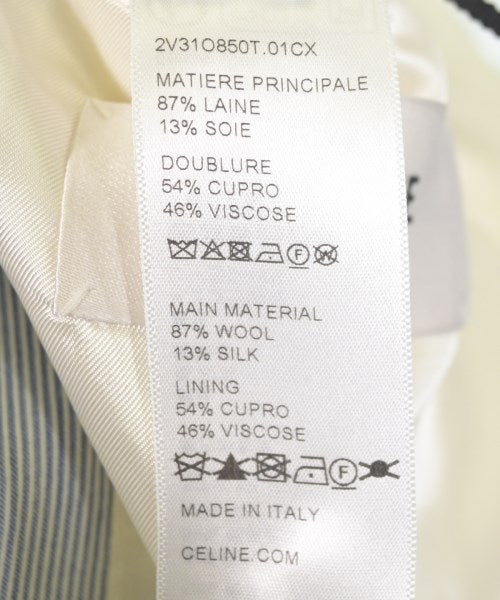 2V31O850T.01CX
MATIERE PRINCIPALE
87% LAINE
13% SOIE
DOUBLURE
54% CUPRO
46% VISCOSE
F W
MAIN MATERIAL
87% WOOL
13% SILK
LINING
54% CUPRO
46% VISCOSE
F
MADE IN ITALY
CELINE.COM